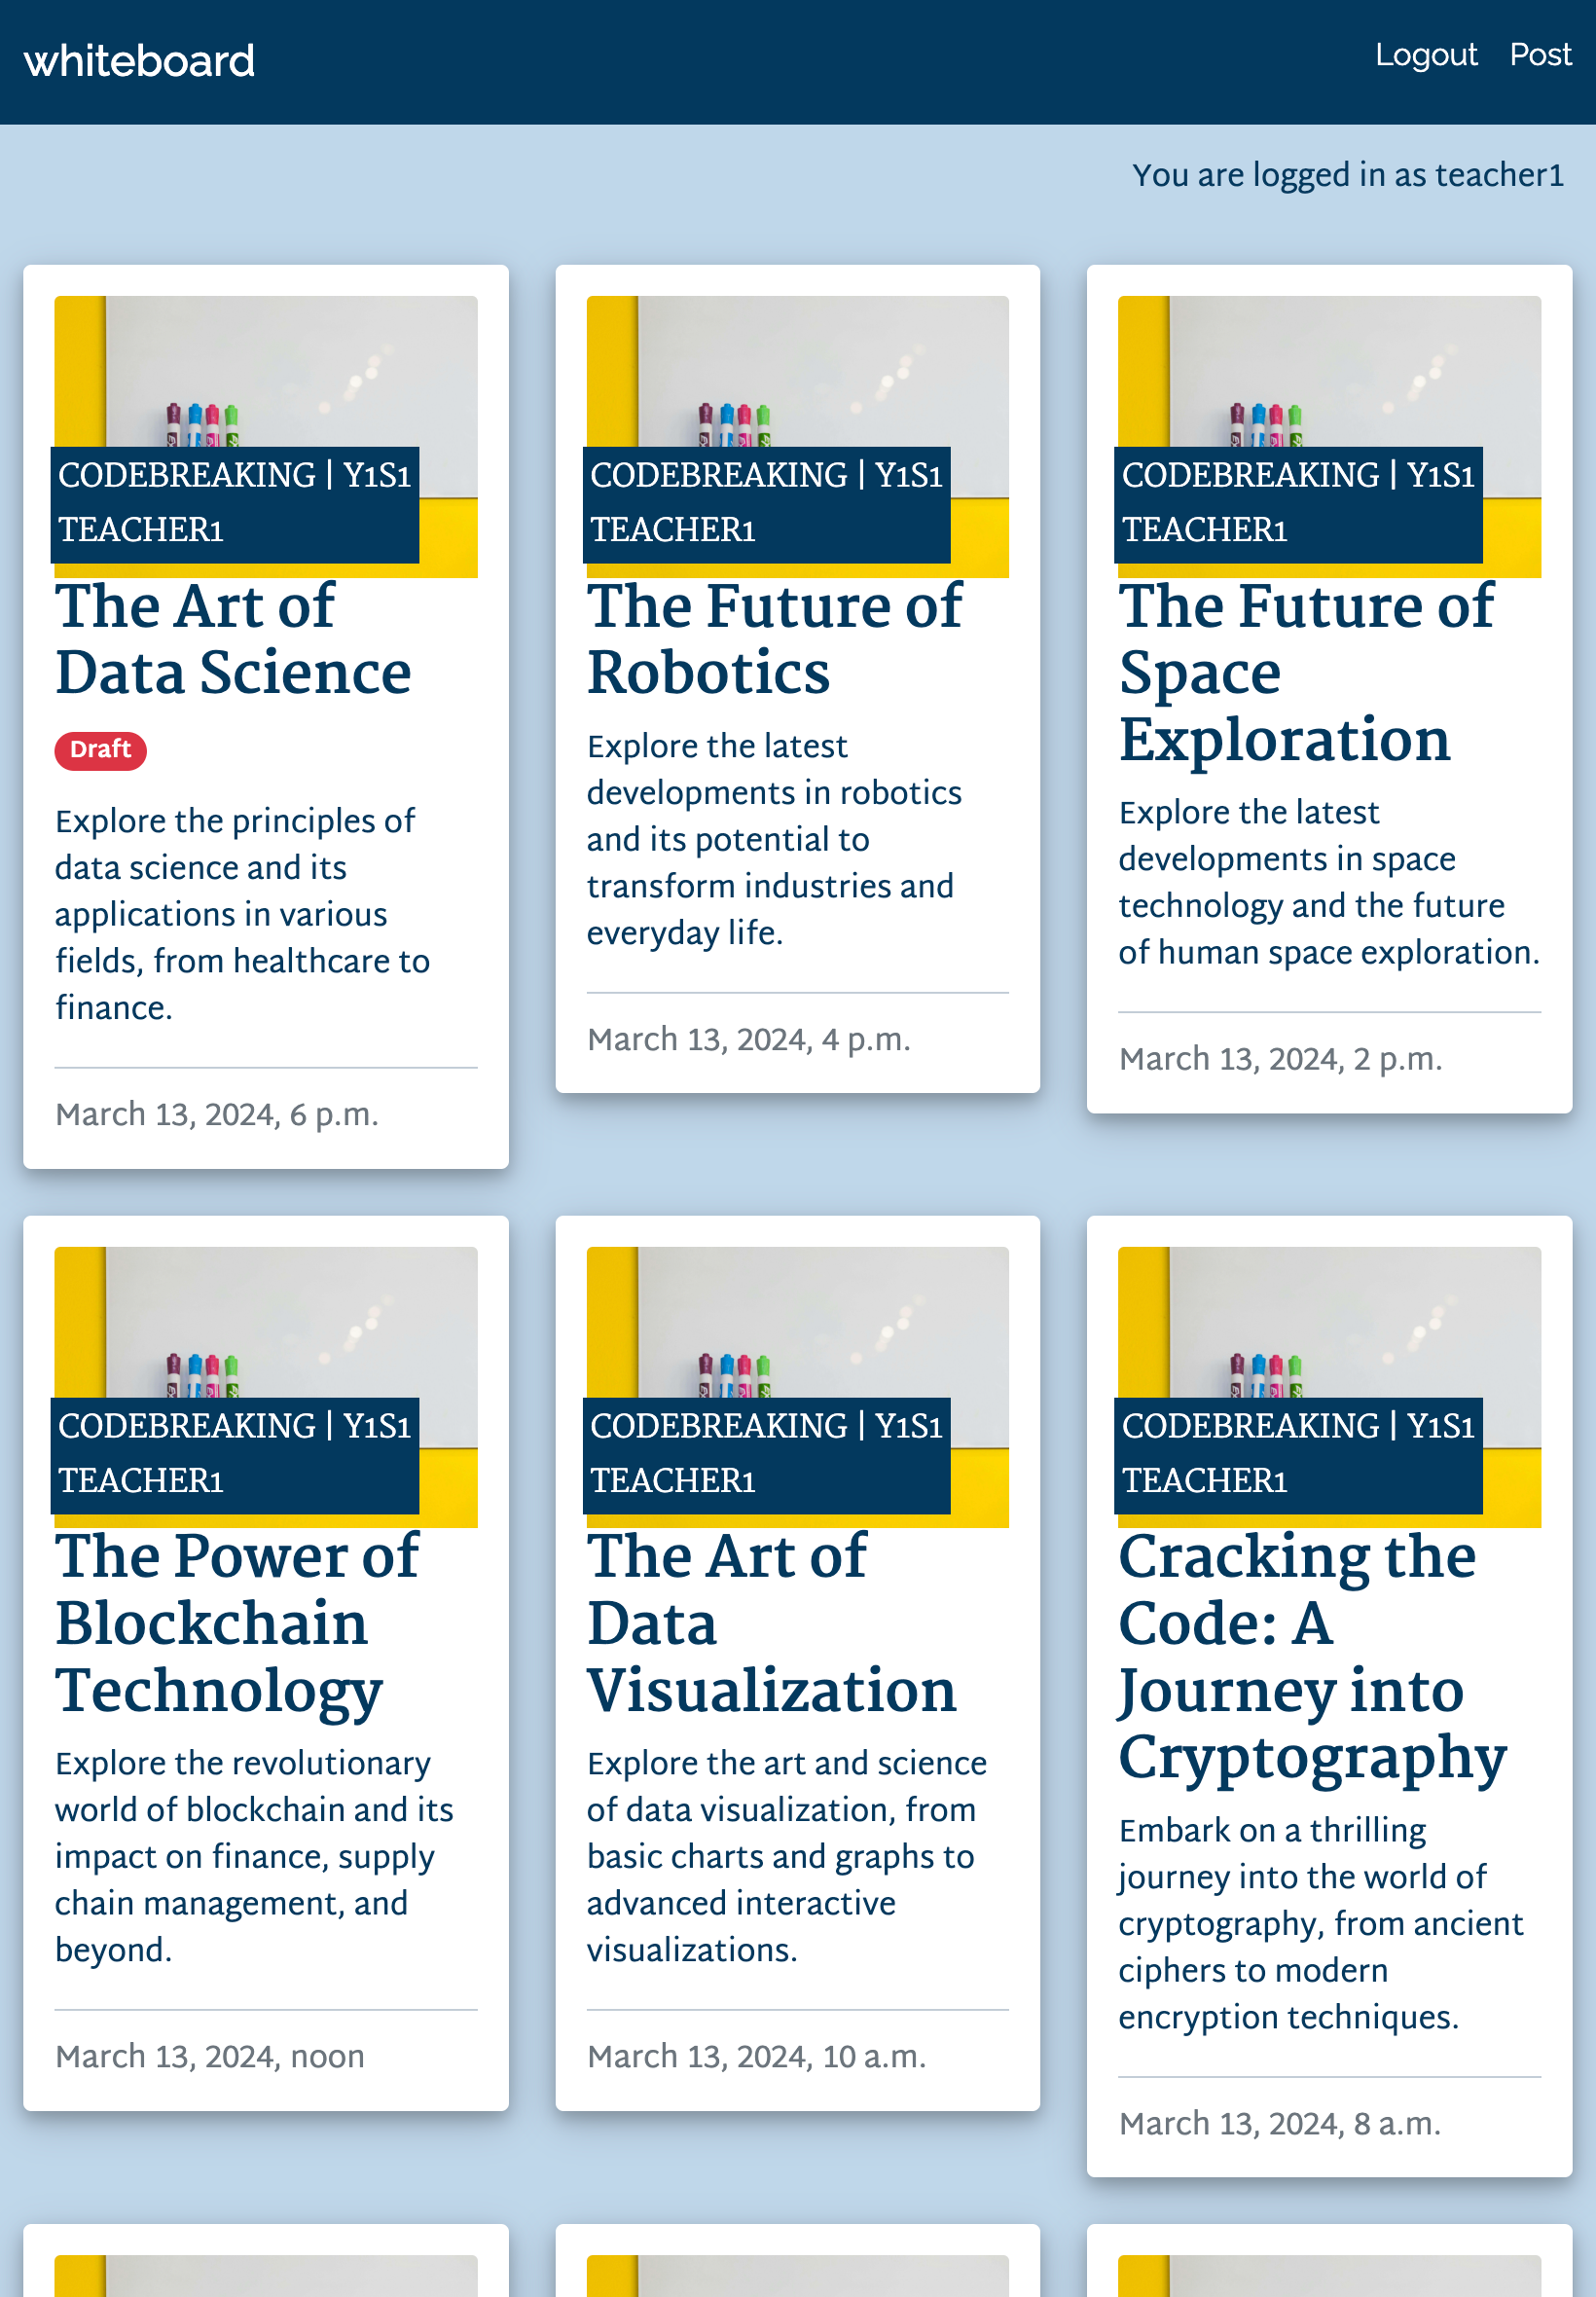 whiteboard
Logout Post
You are logged in as teacher1
CODEBREAKING | Y1S1
TEACHER1
The Art of
Data Science
Draft
Explore the principles of
data science and its
applications in various
fields, from healthcare to
finance.
March 13, 2024, 6 p.m.
CODEBREAKING | Y1S1
TEACHER1
The Future of
Robotics
Explore the latest
developments in robotics
and its potential to
transform industries and
everyday life.
March 13, 2024, 4 p.m.
CODEBREAKING | Y1S1
TEACHER1
The Future of
Space
Exploration
Explore the latest
developments in space
technology and the future
of human space exploration.
March 13, 2024, 2 p.m.
CODEBREAKING | Y1S1
TEACHER1
The Power of
Blockchain
Technology
Explore the revolutionary
world of blockchain and its
impact on finance, supply
chain management, and
beyond.
March 13, 2024, noon
CODEBREAKING | Y1S1
TEACHER1
The Art of
Data
Visualization
Explore the art and science
of data visualization, from
basic charts and graphs to
advanced interactive
visualizations.
March 13, 2024, 10 a.m.
CODEBREAKING | Y1S1
TEACHER1
Cracking the
Code: A
Journey into
Cryptography
Embark on a thrilling
journey into the world of
cryptography, from ancient
ciphers to modern
encryption techniques.
March 13, 2024, 8 a.m.